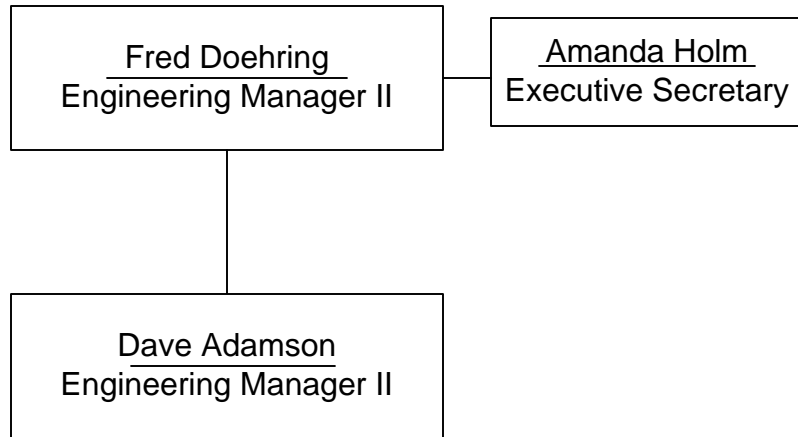 Fred Doehring
Engineering Manager II
Amanda Holm
Executive Secretary
Dave Adamson
Engineering Manager II